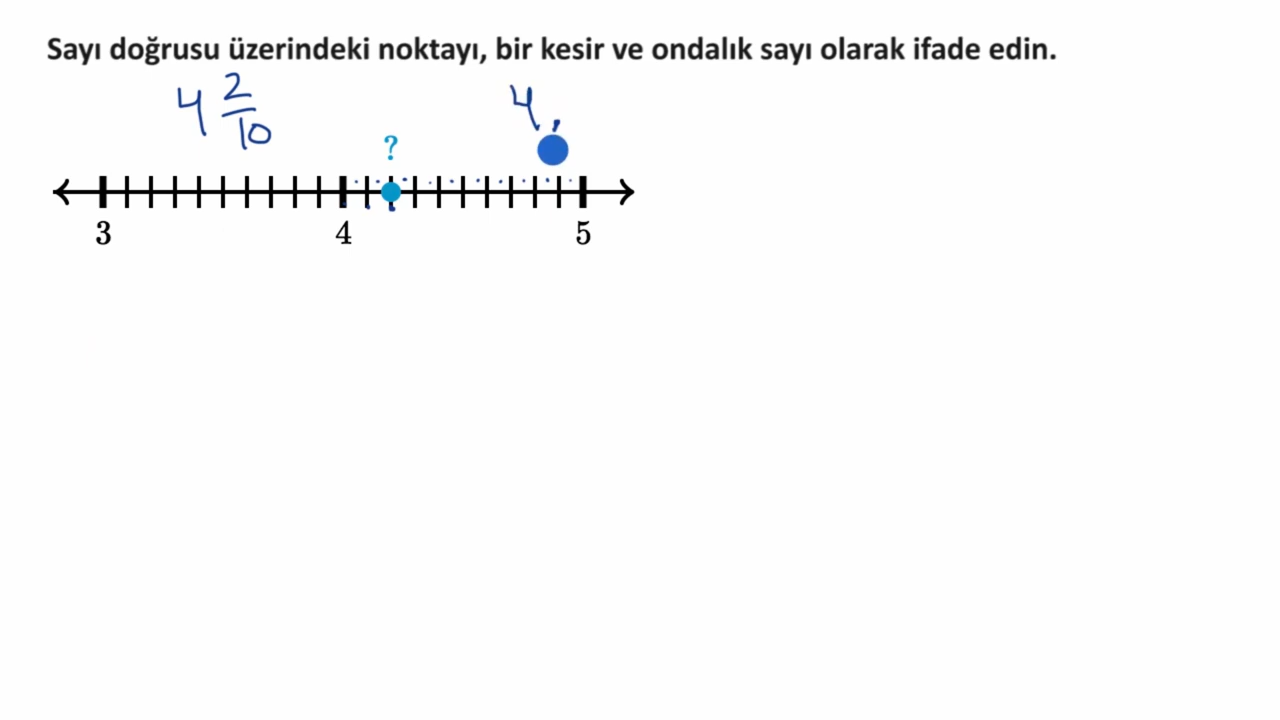 Sayı doğrusu üzerindeki noktayı, bir kesir ve ondalık sayı olarak ifade edin.
4 2/10 4,
?
3 4 5